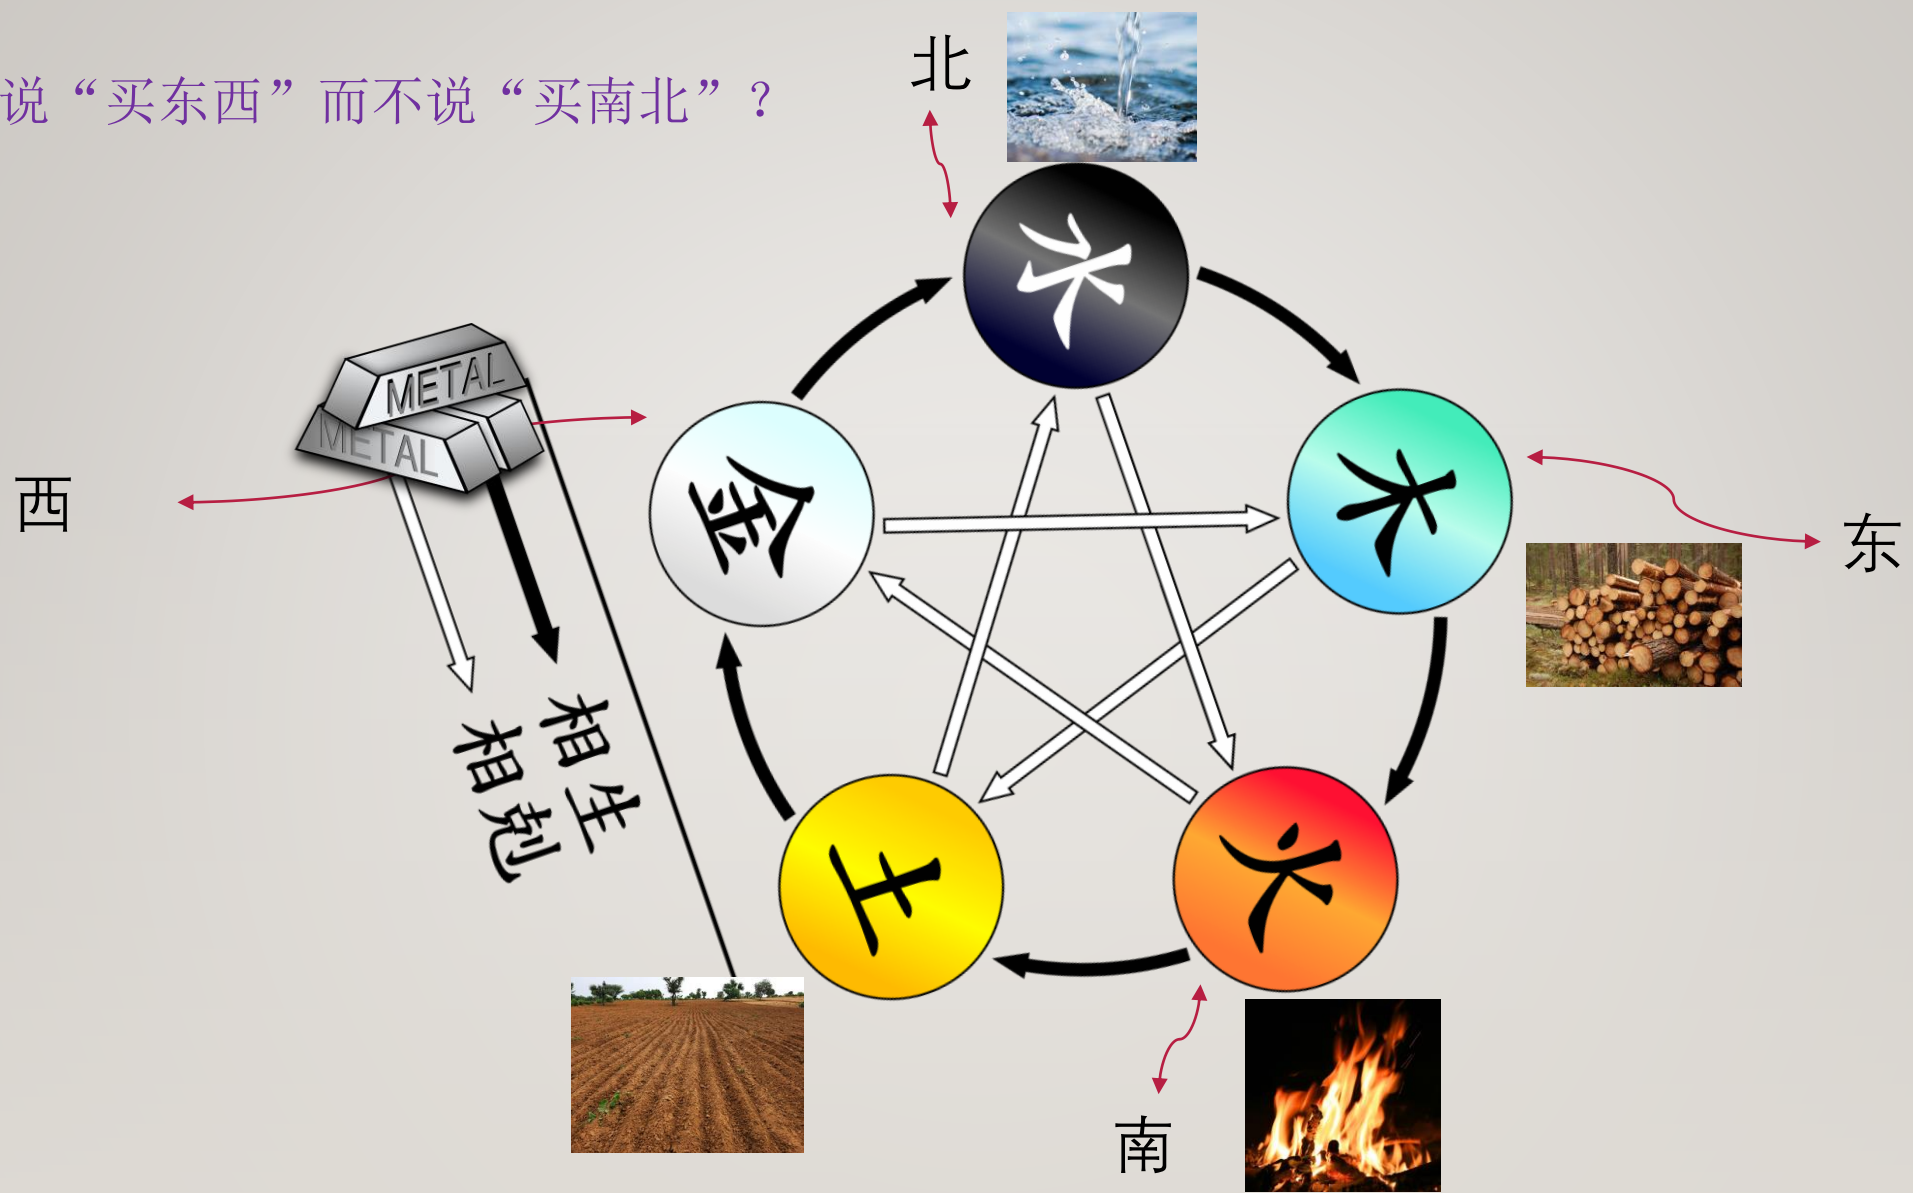 说“买东西”而不说“买南北”？
北
水
METAL
METAL
金
木
西
东
相生
相剋
土
火
南